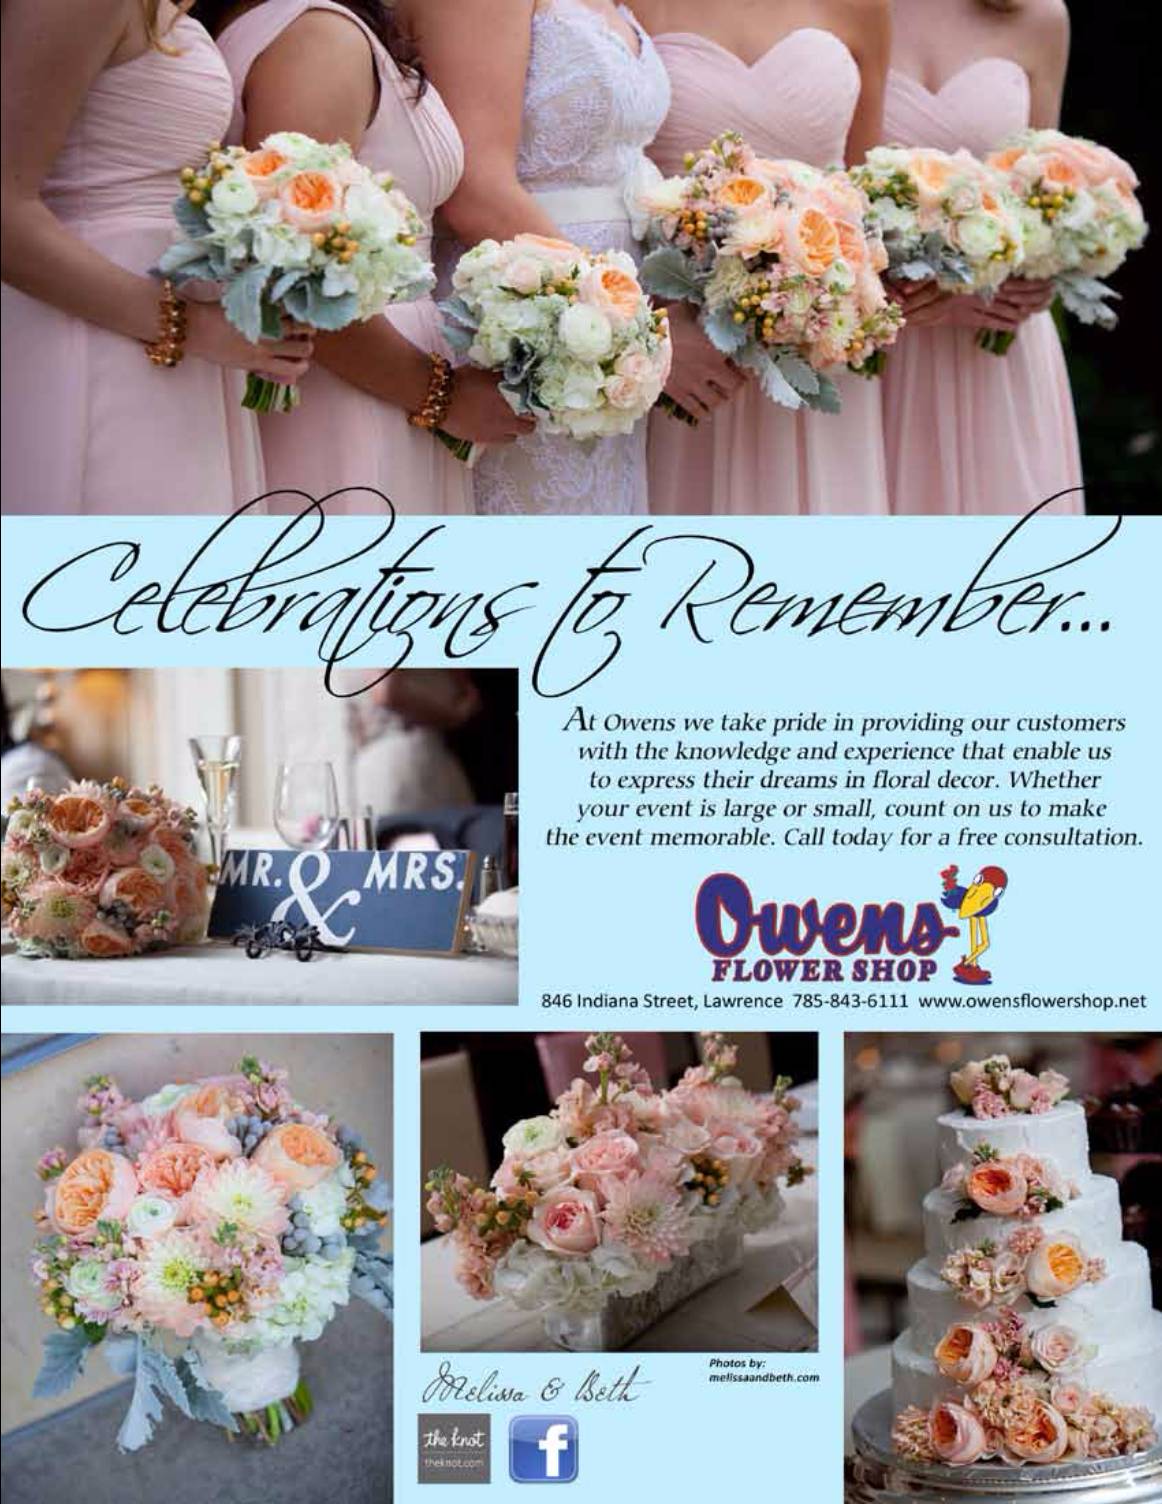 Celebrations to Remember...
At Owens we take pride in providing our customers
with the knowledge and experience that enable us
to express their dreams in floral decor. Whether
your event is large or small, count on us to make
the event memorable. Call today for a free consultation.
MR. & MRS.
Owens
FLOWER SHOP
846 Indiana Street, Lawrence 785-843-6111 www.owensflowershop.net
Photos by:
melissaandbeth.com
Melissa & Beth
the knot
theknot.com
f